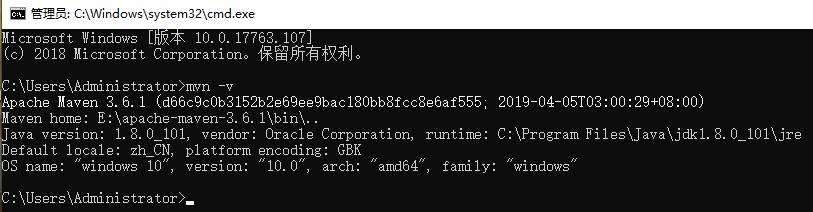 管理员: C:\Windows\system32\cmd.exe
Microsoft Windows [版本 10.0.17763.107]
(c) 2018 Microsoft Corporation。保留所有权利。
C:\Users\Administrator>mvn -v
Apache Maven 3.6.1 (d66c9c0b3152b2e69ee9bac180bb8fcc8e6af555; 2019-04-05T03:00:29+08:00)
Maven home: E:\apache-maven-3.6.1\bin\..
Java version: 1.8.0_101, vendor: Oracle Corporation, runtime: C:\Program Files\Java\jdk1.8.0_101\jre
Default locale: zh_CN, platform encoding: GBK
OS name: "windows 10", version: "10.0", arch: "amd64", family: "windows"
C:\Users\Administrator>